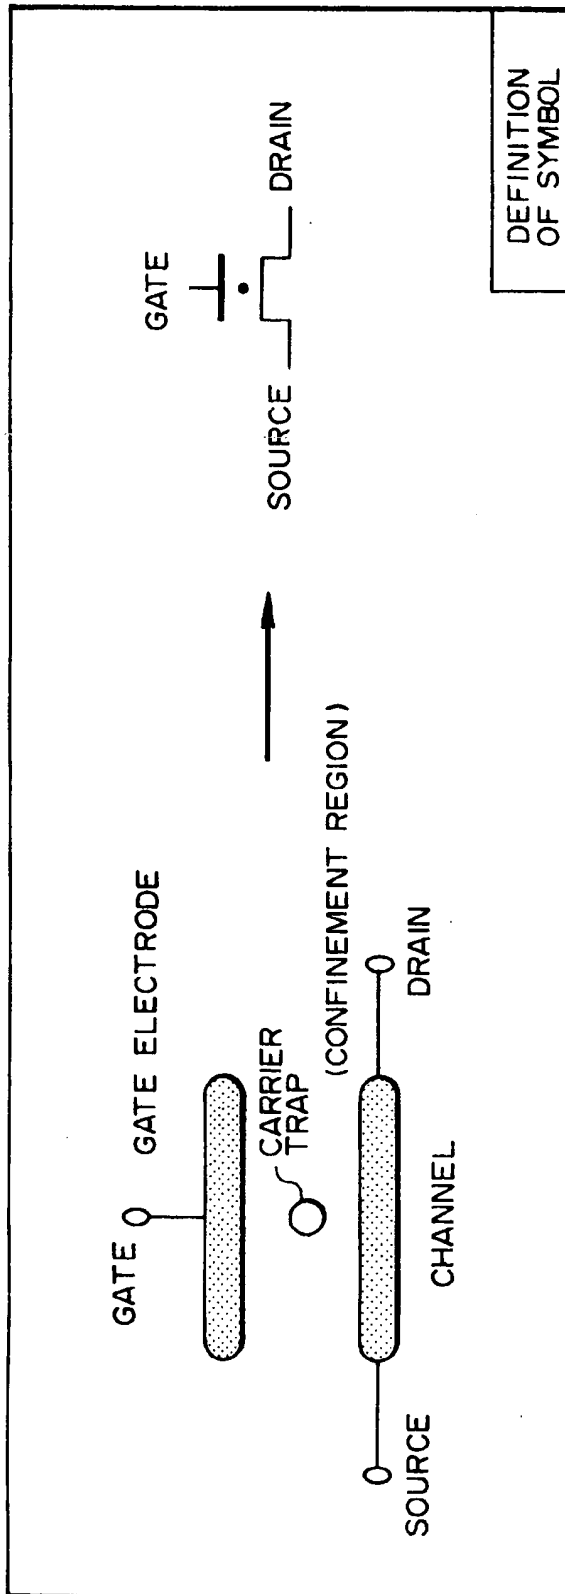 GATE
GATE ELECTRODE
CARRIER
TRAP
(CONFINEMENT REGION)
SOURCE
CHANNEL
DRAIN
GATE
SOURCE
DRAIN
DEFINITION
OF SYMBOL